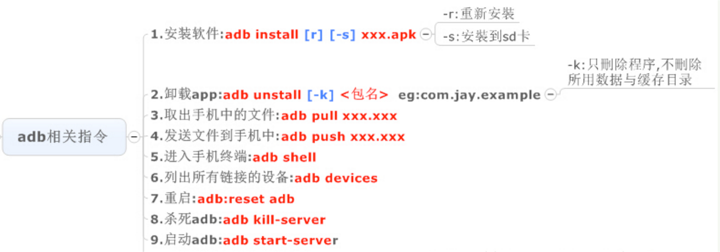 adb相关指令
1.安装软件:adb install [r] [-s] xxx.apk
-r:重新安裝
-s:安裝到sd卡
2.卸载app:adb unstall [-k] <包名> eg:com.jay.example
-k:只刪除程序,不刪除
所用数据与缓存目录
3.取出手机中的文件:adb pull xxx.xxx
4.发送文件到手机中:adb push xxx.xxx
5.进入手机终端:adb shell
6.列出所有链接的设备:adb devices
7.重启:adb:reset adb
8.杀死adb:adb kill-server
9.启动adb:adb start-server